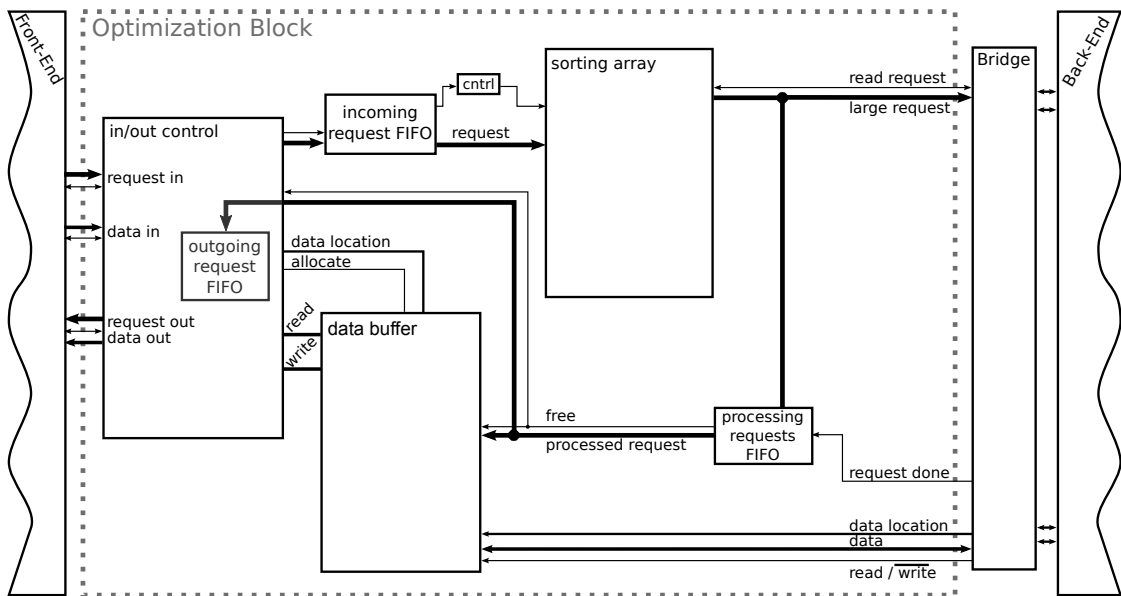 Front-End
Optimization Block
Back-End
sorting array
Bridge
cntrl
read request
large request
incoming
request FIFO
request
in/out control
request in
data in
outgoing
request
FIFO
data location
allocate
request out
data out
read
write
data buffer
free
processed request
processing
requests
FIFO
request done
data location
data
read / write